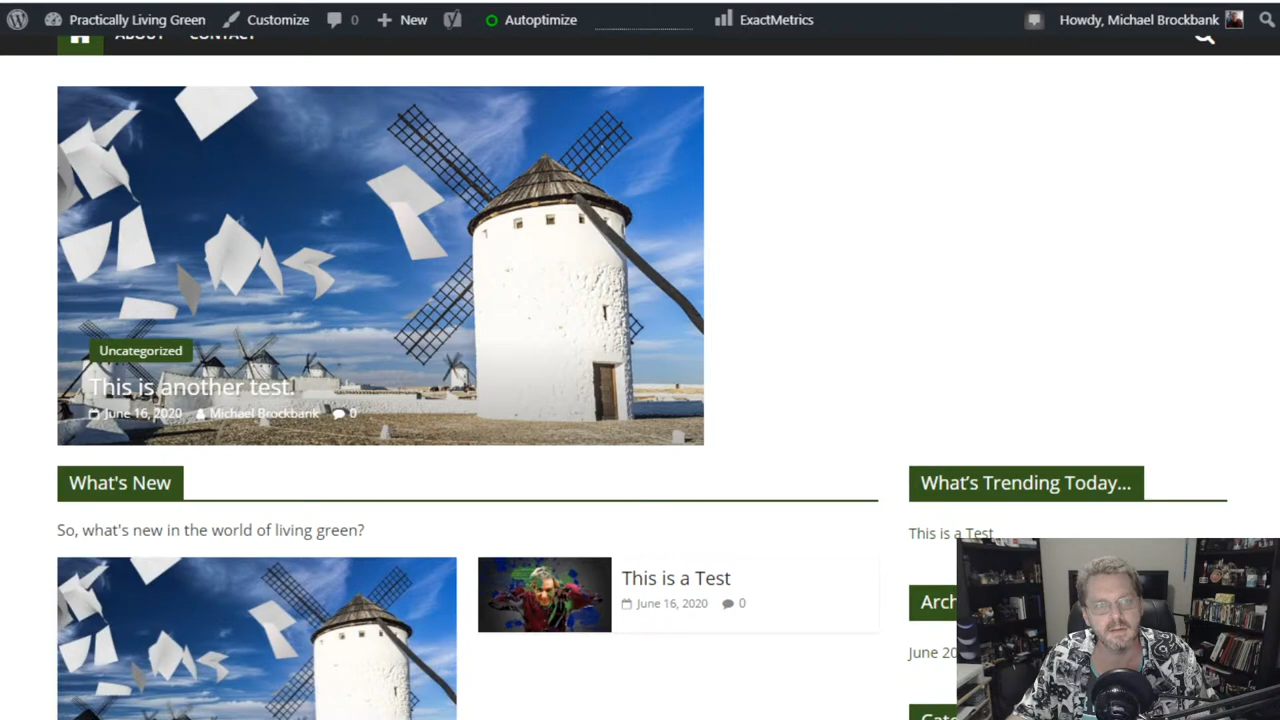 Practically Living Green Customize 0 New Autoptimize ExactMetrics Howdy, Michael Brockbank
ABOUT CONTACT
Uncategorized
This is another test.
June 16, 2020 Michael Brockbank 0
What's New
What's Trending Today...
So, what's new in the world of living green?
This is a Test
This is a Test
June 16, 2020 0
Arch
June 20